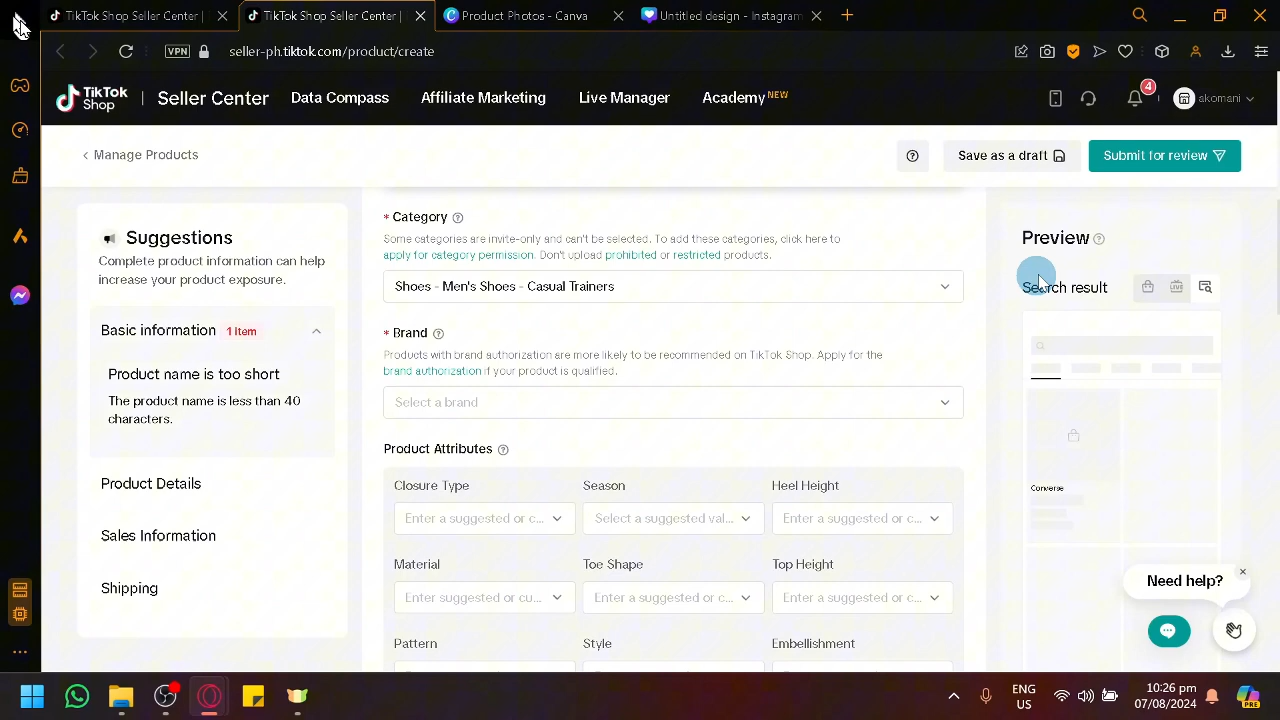 TikTok Shop Seller Center
TikTok Shop Seller Center
Product Photos - Canva
Untitled design - Instagram
VPN
seller-ph.tiktok.com/product/create
TikTok Shop
Seller Center
Data Compass
Affiliate Marketing
Live Manager
Academy NEW
4
akomani
Manage Products
Save as a draft
Submit for review
Suggestions
Complete product information can help
increase your product exposure.
Basic information 1 item
Product name is too short
The product name is less than 40
characters.
Product Details
Sales Information
Shipping
* Category
Some categories are invite-only and can't be selected. To add these categories, click here to
apply for category permission. Don't upload prohibited or restricted products.
Shoes - Men's Shoes - Casual Trainers
* Brand
Products with brand authorization are more likely to be recommended on TikTok Shop. Apply for the
brand authorization if your product is qualified.
Select a brand
Product Attributes
Closure Type Season Heel Height
Enter a suggested or c... Select a suggested val... Enter a suggested or c...
Material Toe Shape Top Height
Enter suggested or cu... Enter a suggested or c... Enter a suggested or c...
Pattern Style Embellishment
Preview
Search result
LIVE
Converse
Need help?
ENG
US
10:26 pm
07/08/2024
PRE